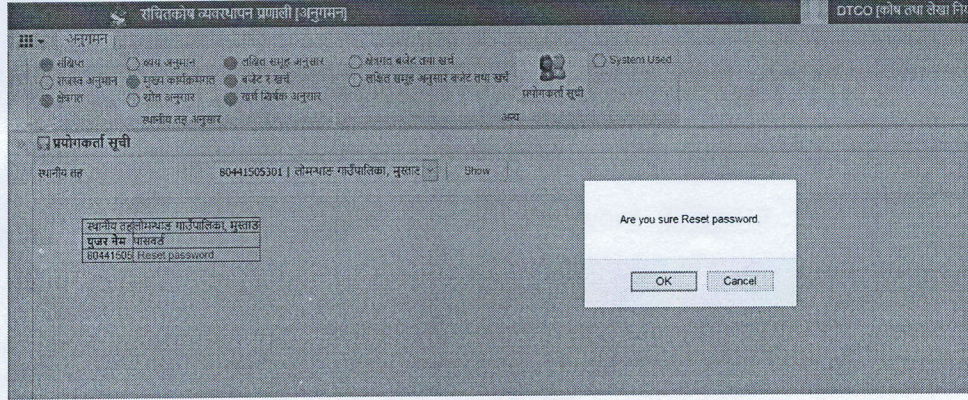 संचितकोष व्यवस्थापन प्रणाली [अनुगमन]
DTCO [कोष तथा लेखा
अनुगमन
संक्षिप्त व्यय अनुमान लक्षित समूह अनुसार क्षेत्रगत बजेट तथा खर्च System Used
राजस्व अनुमान मुख्य कार्यक्रमगत बजेट र खर्च लक्षित समूह अनुसार बजेट तथा खर्च
क्षेत्रगत स्रोत अनुसार खर्च शिर्षक अनुसार प्रयोगकर्ता सूची
स्थानीय तह अनुसार अन्य
प्रयोगकर्ता सूची
स्थानीय तह 80441505301 | लोमन्थाङ गाउँपालिका, मुस्ताङ Show
स्थानीय तह लोमन्थाङ गाउँपालिका, मुस्ताङ
युजर नेम पासवर्ड
80441505 Reset password
Are you sure Reset password.
OK Cancel